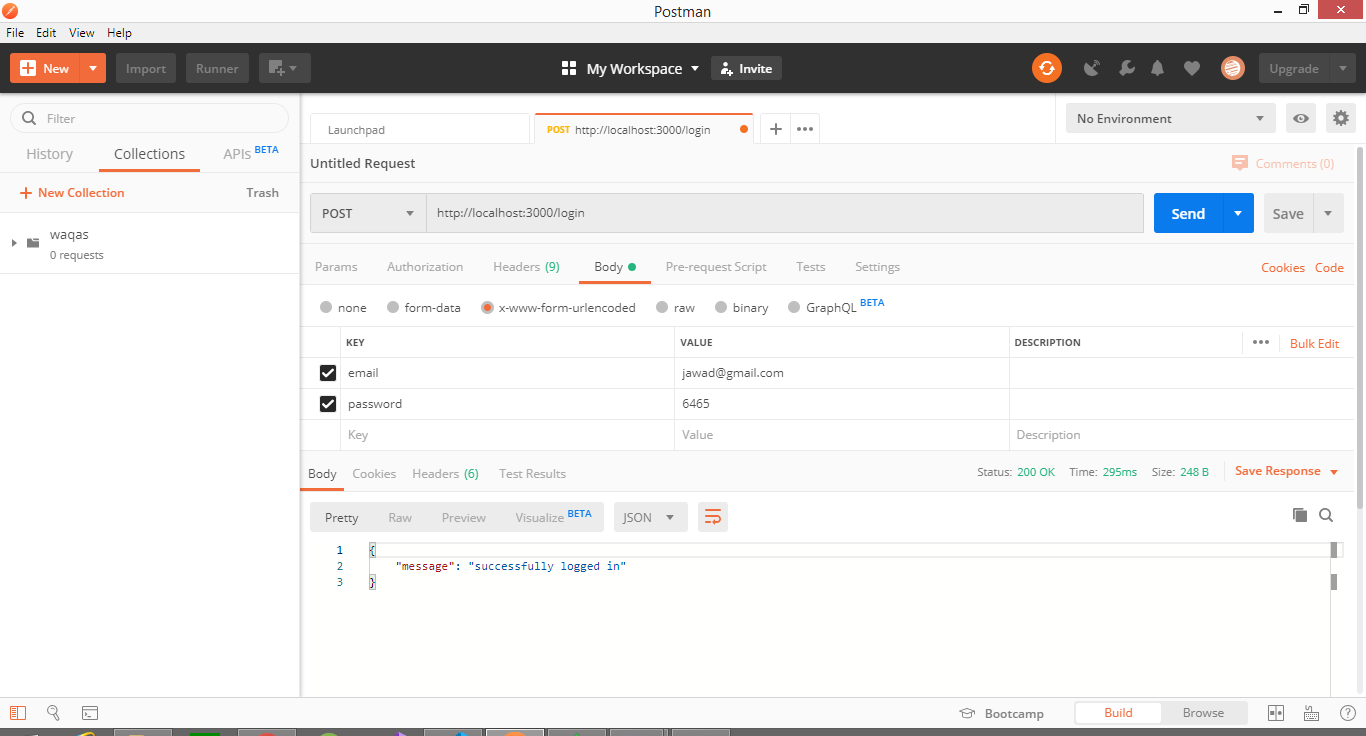 Postman
File Edit View Help
New Import Runner My Workspace Invite Upgrade
Filter
History Collections APIs BETA
New Collection Trash
waqas
0 requests
Launchpad POST http://localhost:3000/login No Environment
Untitled Request Comments (0)
POST http://localhost:3000/login Send Save
Params Authorization Headers (9) Body Pre-request Script Tests Settings Cookies Code
none form-data x-www-form-urlencoded raw binary GraphQL BETA
KEY VALUE DESCRIPTION Bulk Edit
email jawad@gmail.com
password 6465
Key Value Description
Body Cookies Headers (6) Test Results Status: 200 OK Time: 295ms Size: 248 B Save Response
Pretty Raw Preview Visualize BETA JSON
1 {
2 "message": "successfully logged in"
3 }
Bootcamp Build Browse